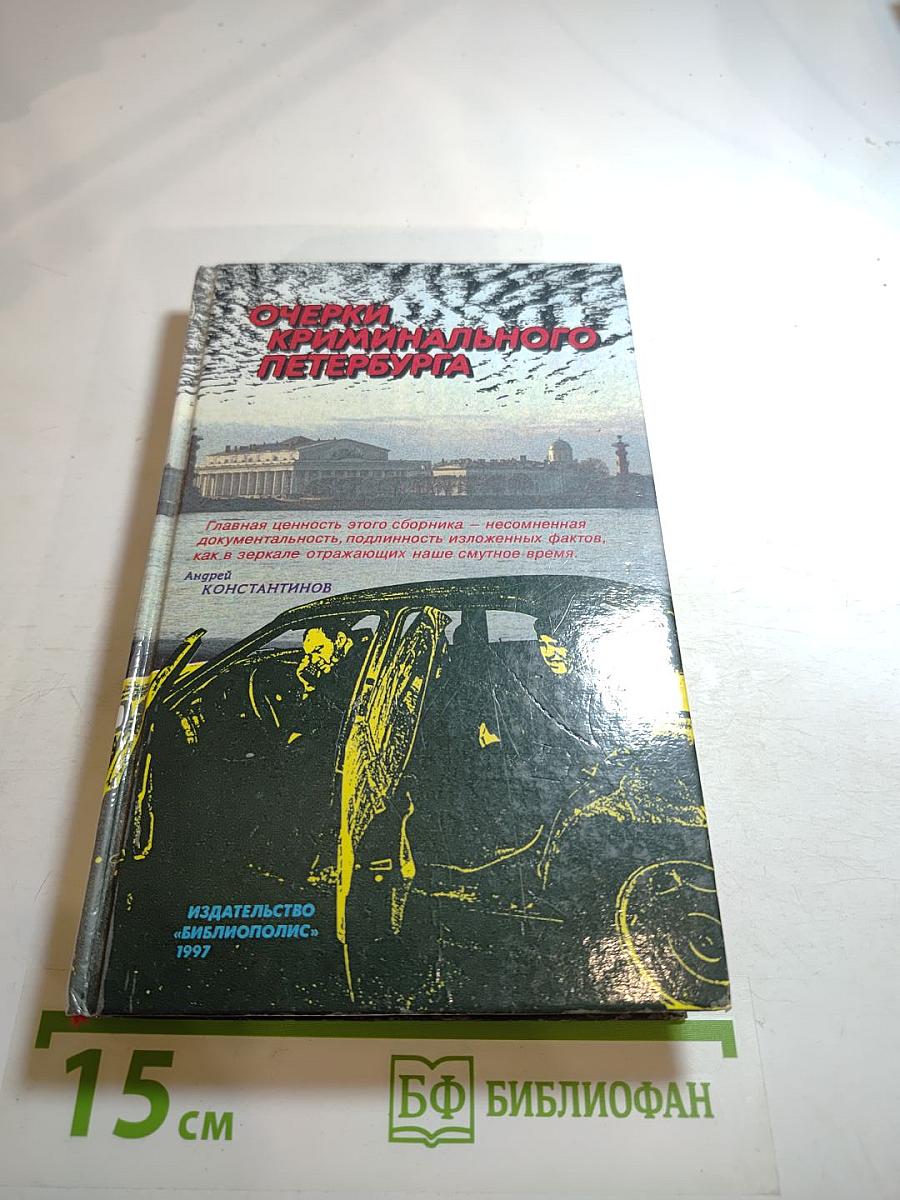 ОЧЕРКИ
КРИМИНАЛЬНОГО
ПЕТЕРБУРГА
Главная ценность этого сборника – несомненная
документальность, подлинность изложенных фактов,
как в зеркале отражающих наше смутное время.
Андрей
КОНСТАНТИНОВ
ИЗДАТЕЛЬСТВО
«БИБЛИОПОЛИС»
1997
15 см
БФ БИБЛИОФАН